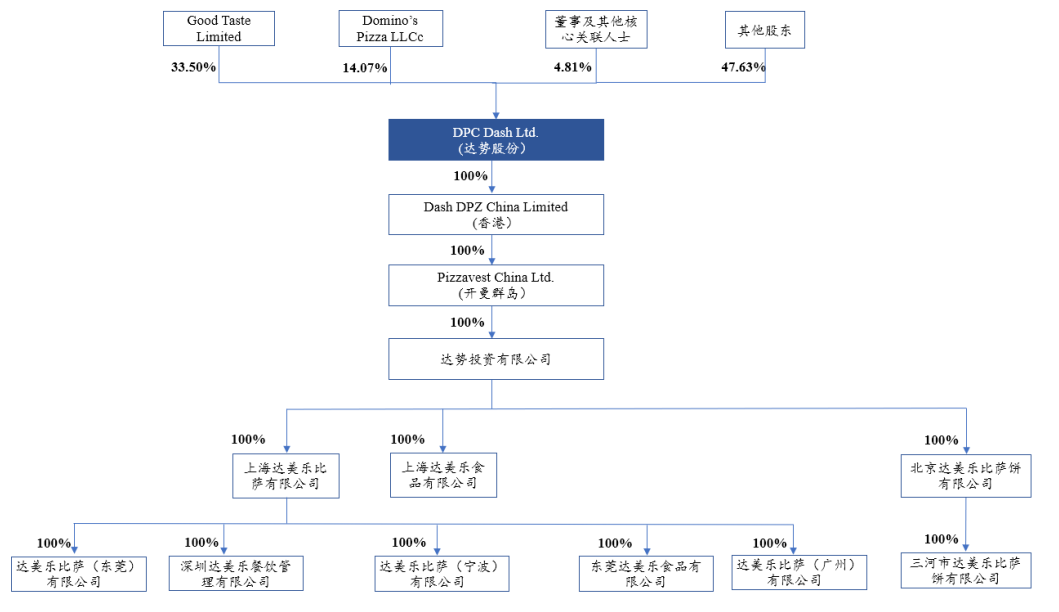 Good Taste
Limited
Domino’s
Pizza LLCc
董事及其他核
心关联人士
其他股东
33.50%
14.07%
4.81%
47.63%
DPC Dash Ltd.
(达势股份)
100%
Dash DPZ China Limited
(香港)
100%
Pizzavest China Ltd.
(开曼群岛)
100%
达势投资有限公司
100%
100%
100%
上海达美乐比
萨有限公司
上海达美乐食
品有限公司
北京达美乐比萨饼
有限公司
100%
100%
100%
100%
100%
100%
达美乐比萨（东莞）
有限公司
深圳达美乐餐饮管
理有限公司
达美乐比萨（宁波）
有限公司
东莞达美乐食品有
限公司
达美乐比萨（广州）
有限公司
三河市达美乐比萨
饼有限公司